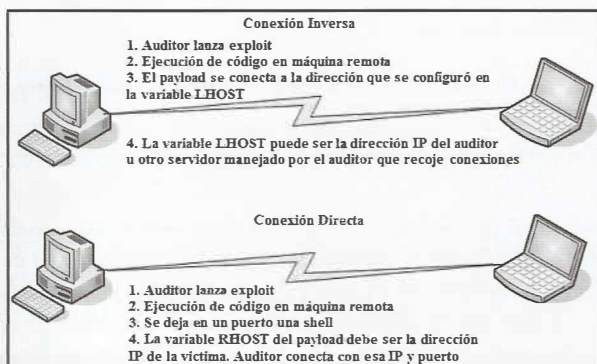 Conexión Inversa
1. Auditor lanza exploit
2. Ejecución de código en máquina remota
3. El payload se conecta a la dirección que se configuró en
la variable LHOST
4. La variable LHOST puede ser la dirección IP del auditor
u otro servidor manejado por el auditor que recoje conexiones
Conexión Directa
1. Auditor lanza exploit
2. Ejecución de código en máquina remota
3. Se deja en un puerto una shell
4. La variable RHOST del payload debe ser la dirección
IP de la víctima. Auditor conecta con esa IP y puerto